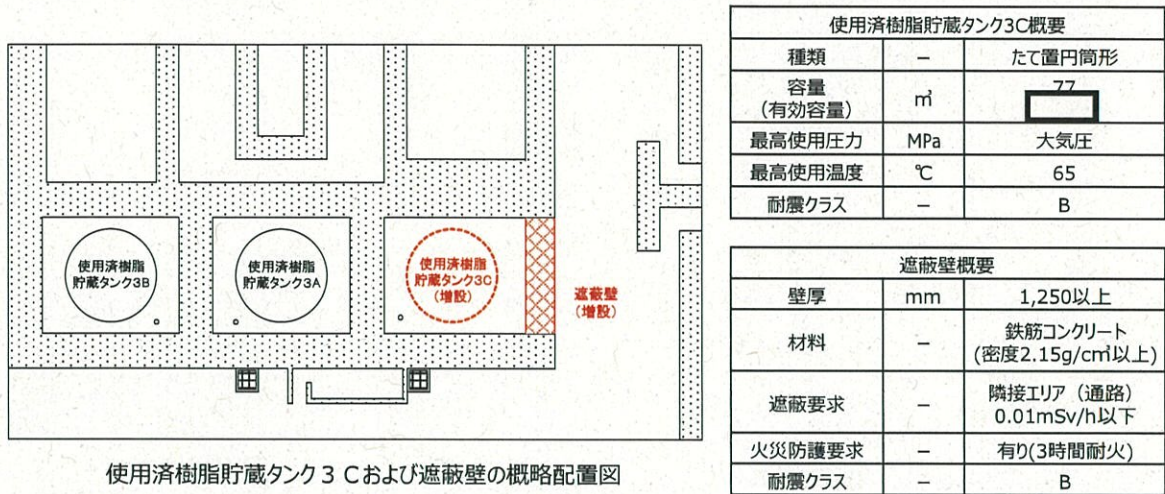 使用済樹脂貯蔵タンク3C概要
種類 － たて置円筒形
容量
(有効容量) ㎥ 77
最高使用圧力 MPa 大気圧
最高使用温度 ℃ 65
耐震クラス － B
使用済樹脂
貯蔵タンク3B
使用済樹脂
貯蔵タンク3A
使用済樹脂
貯蔵タンク3C
(増設)
遮蔽壁
(増設)
使用済樹脂貯蔵タンク３Cおよび遮蔽壁の概略配置図
遮蔽壁概要
壁厚 mm 1,250以上
材料 － 鉄筋コンクリート
(密度2.15g/c㎥以上)
遮蔽要求 － 隣接エリア（通路）
0.01mSv/h以下
火災防護要求 － 有り(3時間耐火)
耐震クラス － B